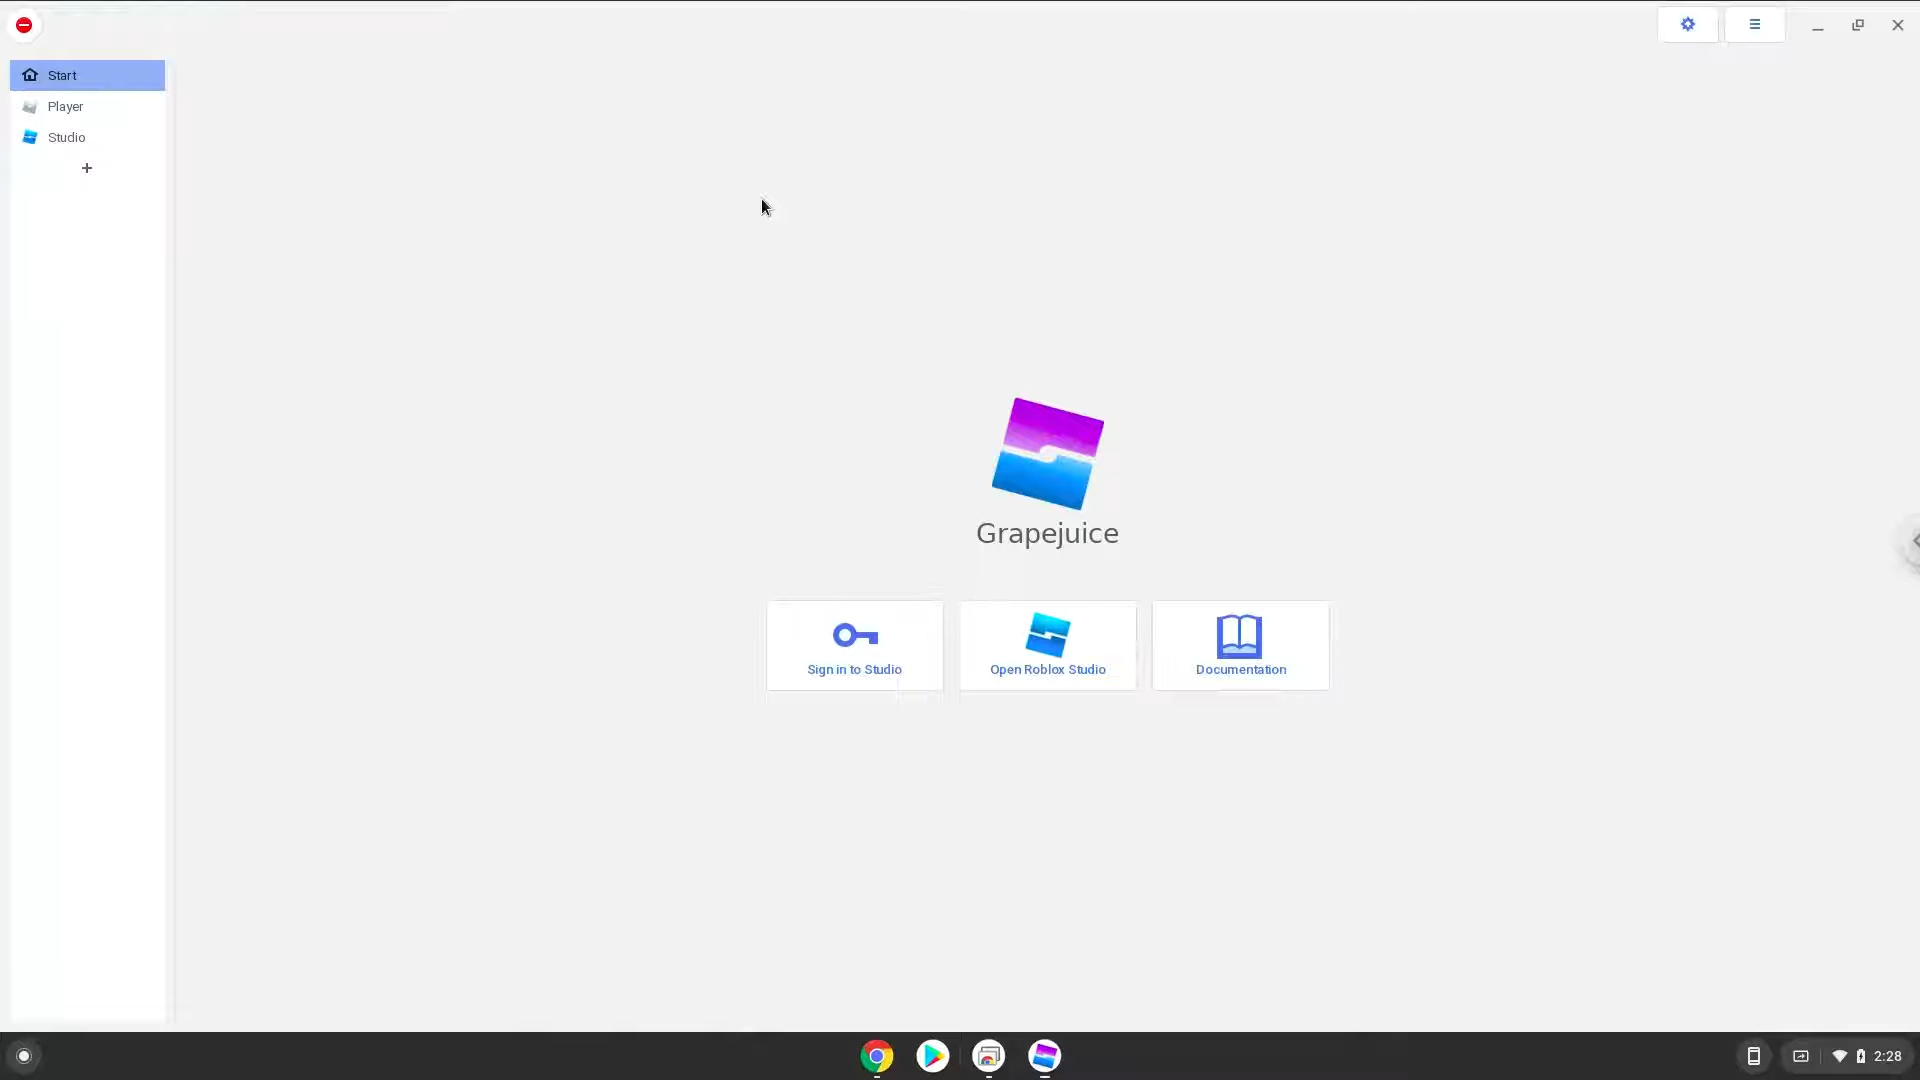 Start
Player
Studio
Grapejuice
Sign in to Studio
Open Roblox Studio
Documentation
2:28